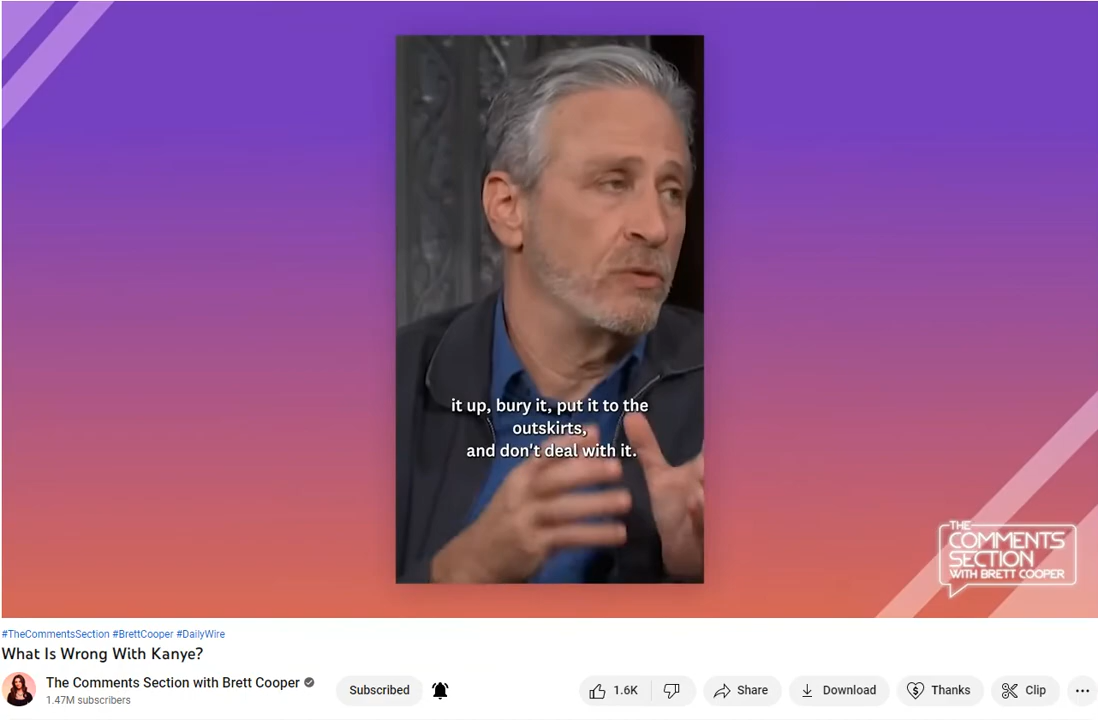 it up, bury it, put it to the
outskirts,
and don't deal with it.
THE
COMMENTS
SECTION
WITH BRETT COOPER
#TheCommentsSection #BrettCooper #DailyWire
What Is Wrong With Kanye?
The Comments Section with Brett Cooper
1.47M subscribers
Subscribed
1.6K
Share
Download
Thanks
Clip